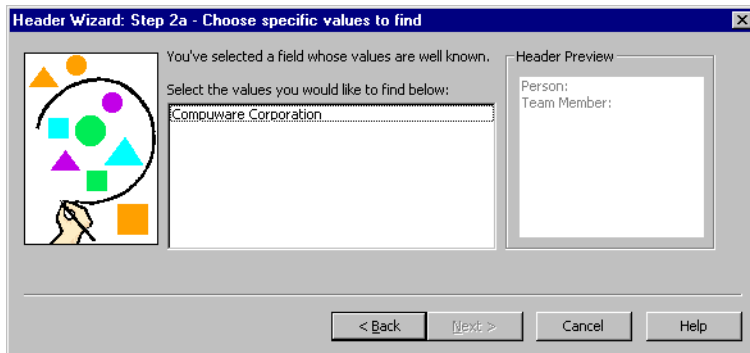 Header Wizard: Step 2a - Choose specific values to find
You've selected a field whose values are well known.
Select the values you would like to find below:
Compuware Corporation
Header Preview
Person:
Team Member:
< Back
Next >
Cancel
Help